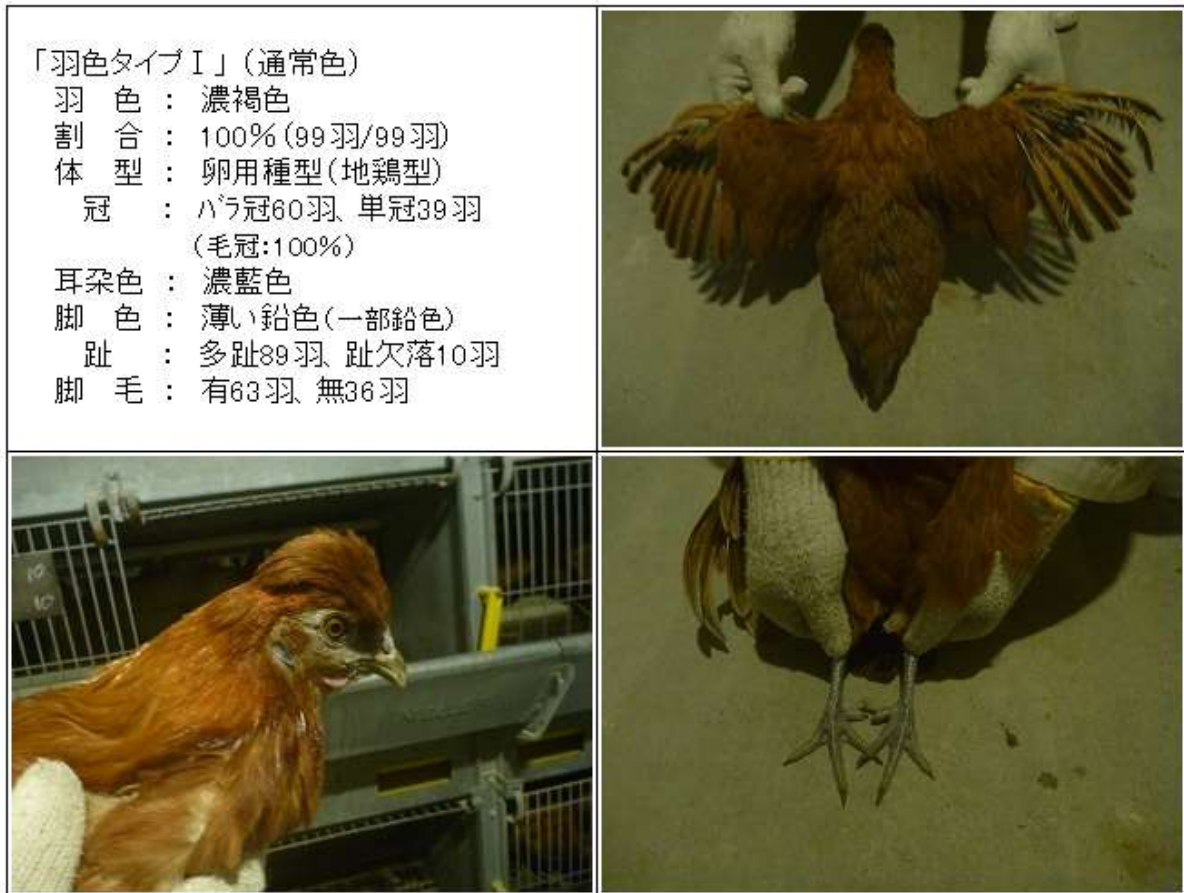 「羽色タイプⅠ」(通常色)
羽 色 : 濃褐色
割 合 : 100%(99羽/99羽)
体 型 : 卵用種型(地鶏型)
冠 : バラ冠60羽、単冠39羽
(毛冠:100%)
耳朶色 : 濃藍色
脚 色 : 薄い鉛色(一部鉛色)
趾 : 多趾89羽、趾欠落10羽
脚 毛 : 有63羽、無36羽
10
10